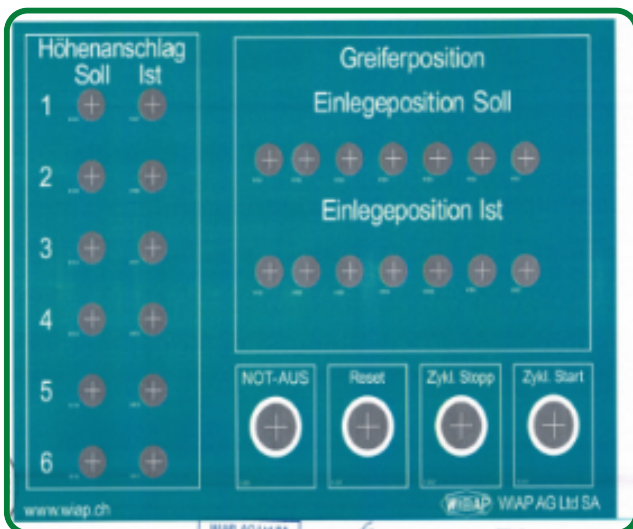 Höhenanschlag
Soll Ist
1
2
3
4
5
6
Greiferposition
Einlegeposition Soll
Einlegeposition Ist
NOT-AUS
Reset
Zykl. Stopp
Zykl. Start
www.wiap.ch
WIAP WIAP AG Ltd SA